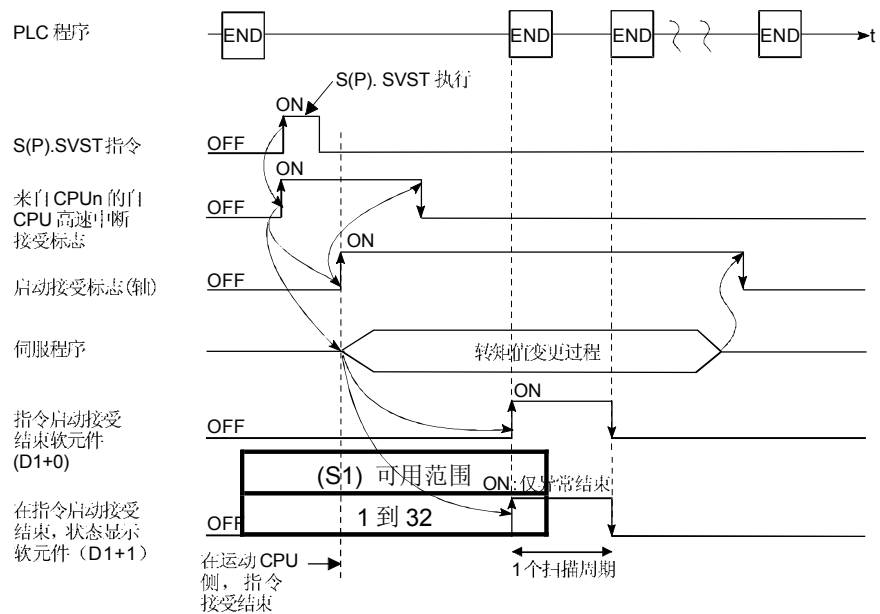 PLC 程序
END
END
END
END
t
S(P). SVST 执行
ON
S(P).SVST指令
OFF
ON
来自 CPUn 的自
CPU 高速中断
接受标志
OFF
ON
启动接受标志(轴)
OFF
伺服程序
转矩值变更过程
ON
指令启动接受
结束软元件
(D1+0)
OFF
(S1) 可用范围
ON:仅异常结束
在指令启动接受
结束，状态显示
软元件（D1+1）
OFF
1 到 32
在运动 CPU
侧，指令
接受结束
1个扫描周期